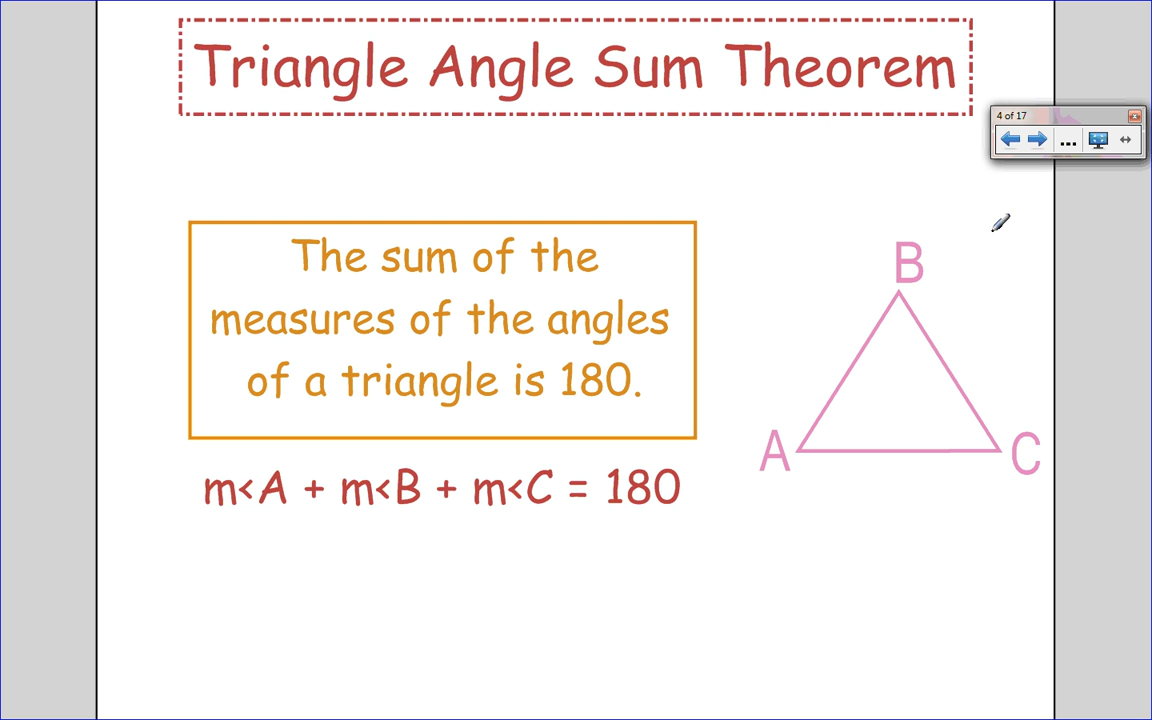 Triangle Angle Sum Theorem
4 of 17
...
The sum of the
measures of the angles
of a triangle is 180.
B
A
C
m<A + m<B + m<C = 180